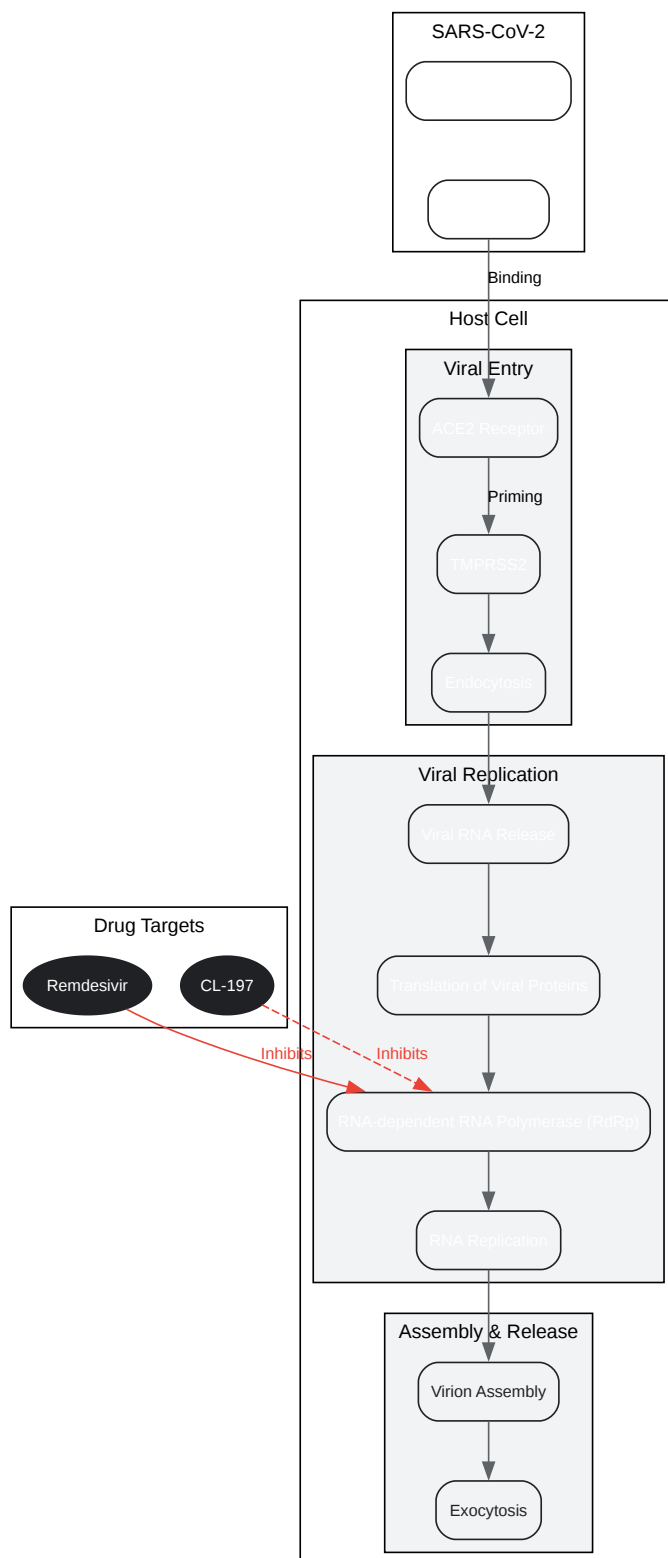 SARS-CoV-2
Binding
Host Cell
Viral Entry
ACE2 Receptor
Priming
TMPRSS2
Endocytosis
Viral Replication
Viral RNA Release
Drug Targets
Remdesivir
CL-197
Translation of Viral Proteins
Inhibits
Inhibits
RNA-dependent RNA Polymerase (RdRp)
RNA Replication
Assembly & Release
Virion Assembly
Exocytosis